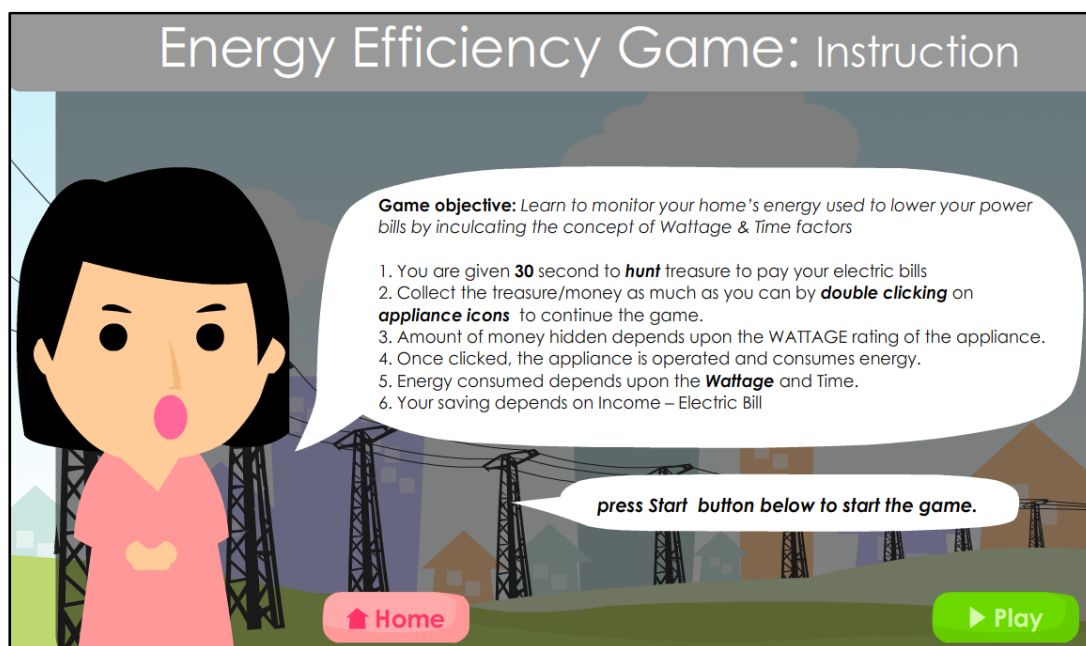 Energy Efficiency Game: Instruction
Game objective: Learn to monitor your home's energy used to lower your power
bills by inculcating the concept of Wattage & Time factors
1. You are given 30 second to hunt treasure to pay your electric bills
2. Collect the treasure/money as much as you can by double clicking on
appliance icons to continue the game.
3. Amount of money hidden depends upon the WATTAGE rating of the appliance.
4. Once clicked, the appliance is operated and consumes energy.
5. Energy consumed depends upon the Wattage and Time.
6. Your saving depends on Income – Electric Bill
press Start button below to start the game.
Home
Play